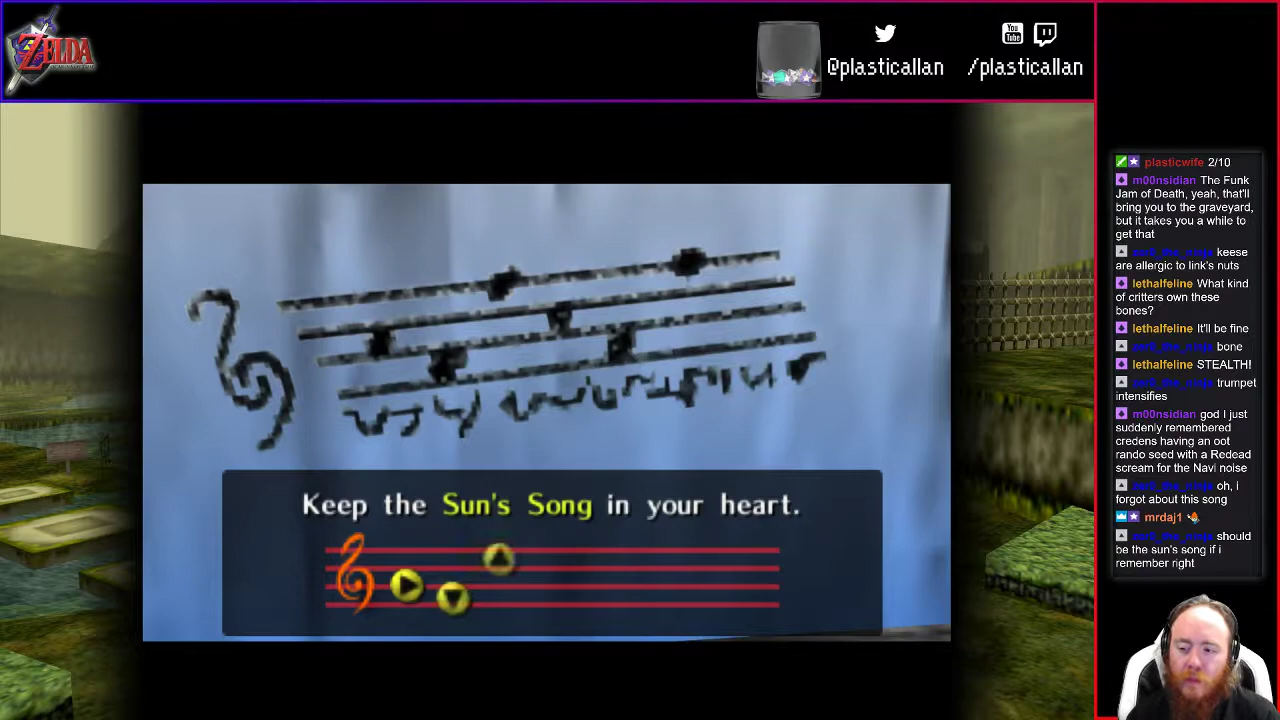 ZELDA
@plasticallan
You
Tube
/plasticallan
plasticwife 2/10
m00nsidian The Funk
Jam of Death, yeah, that'll
bring you to the graveyard,
but it takes you a while to
get that
keese
are allergic to link's nuts
lethalfeline What kind
of critters own these
bones?
lethalfeline It'll be fine
bone
lethalfeline STEALTH!
trumpet
intensifies
m00nsidian god I just
suddenly remembered
credens having an oot
rando seed with a Redead
scream for the Navi noise
oh, I
forgot about this song
mrdaj1
should
be the sun's song if i
remember right
Keep the Sun's Song in your heart.